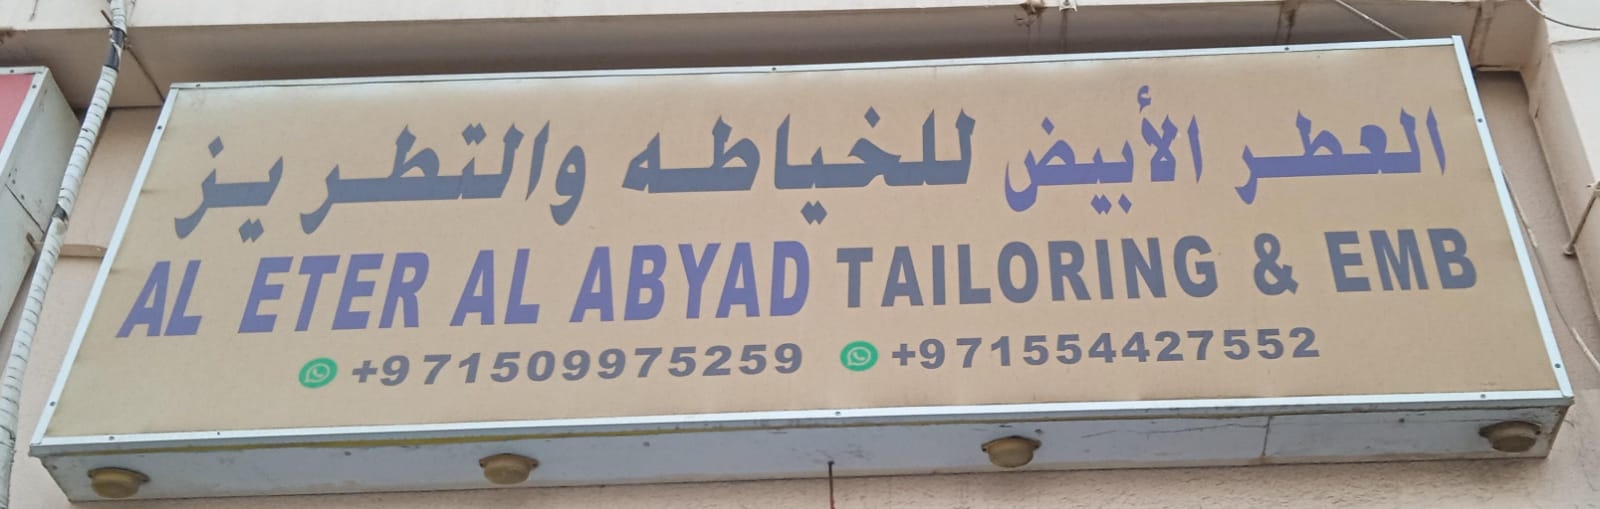 العطر الأبيض للخياطه والتطريز
AL ETER AL ABYAD TAILORING & EMB
+971509975259 +971554427552